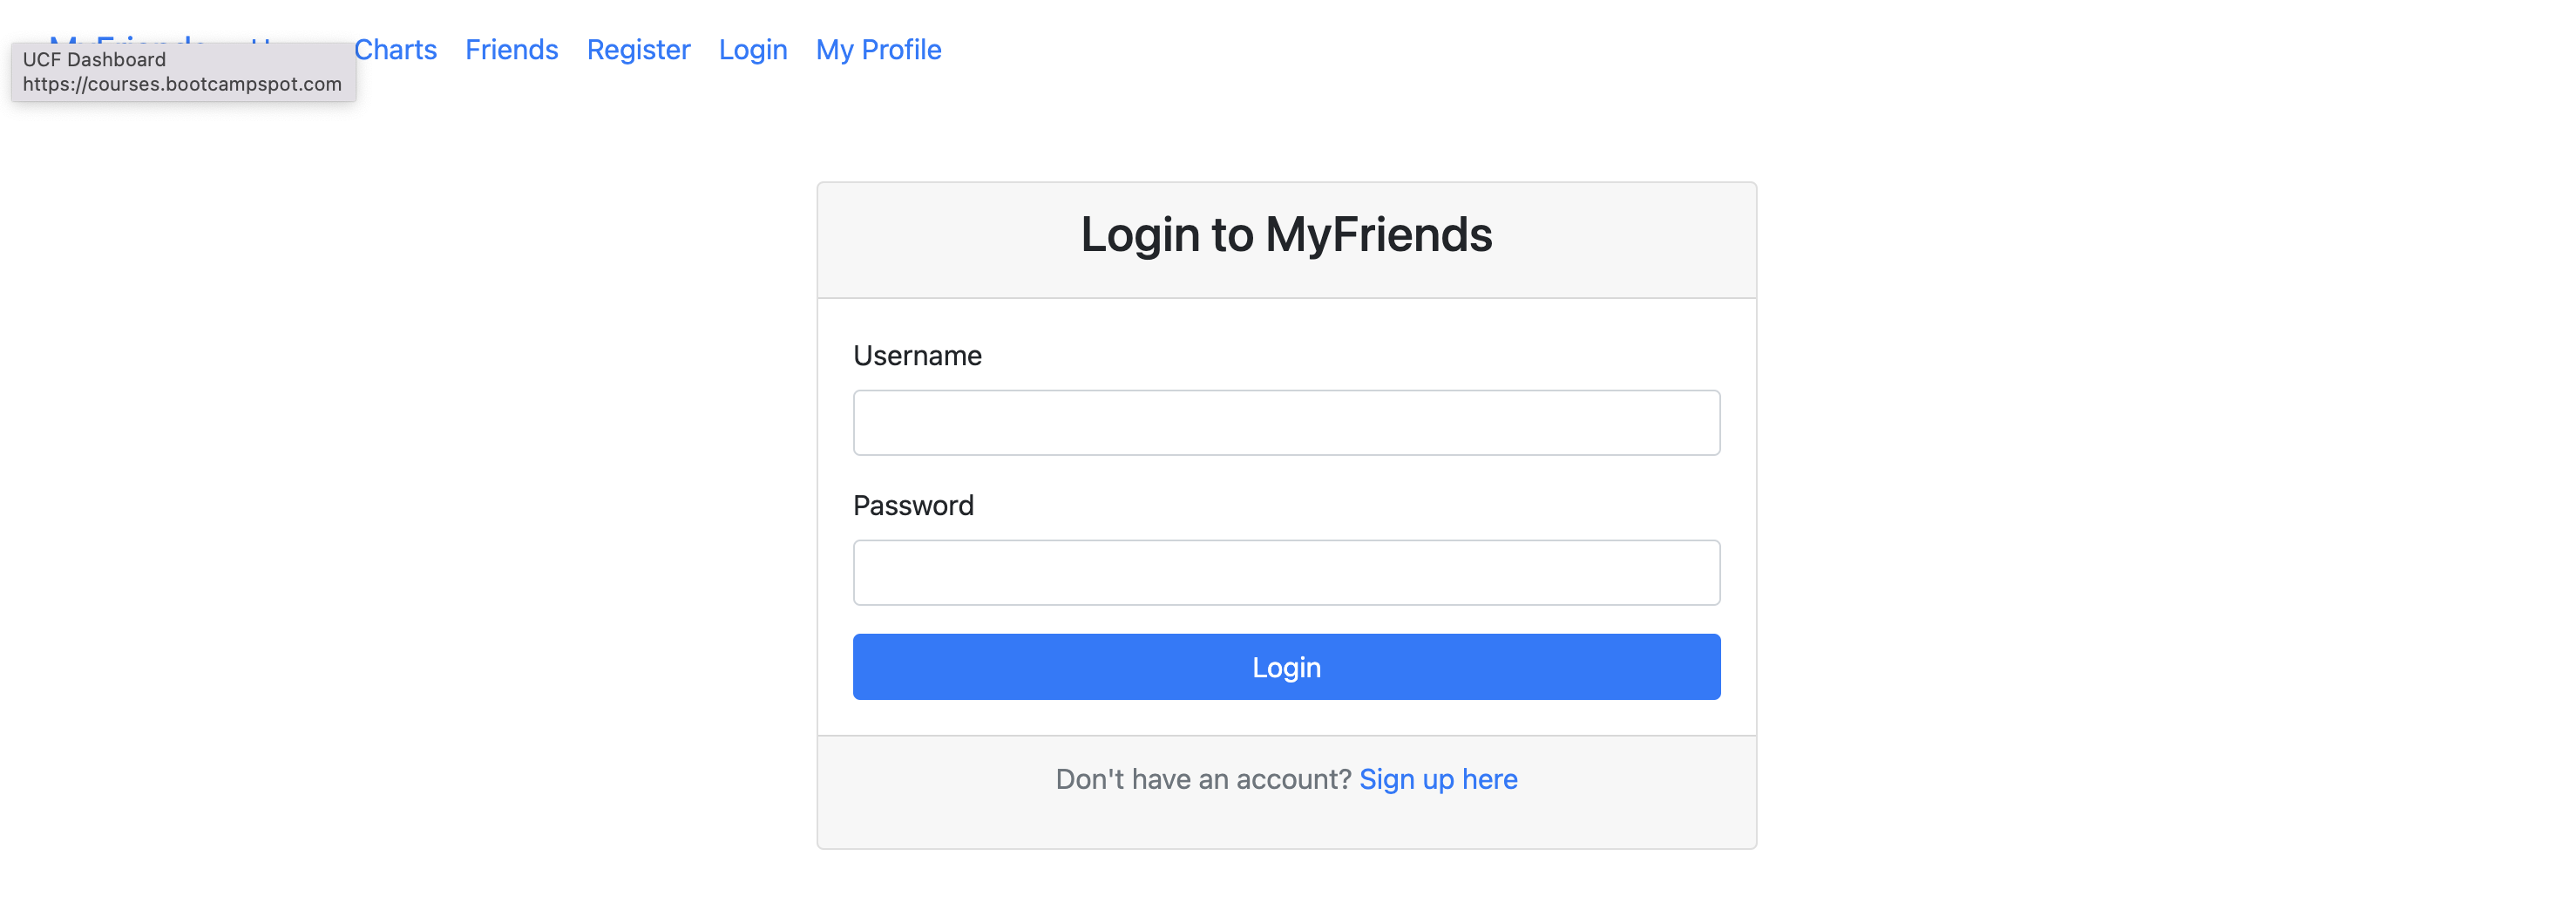 Charts Friends Register Login My Profile
UCF Dashboard
https://courses.bootcampspot.com
Login to MyFriends
Username
Password
Login
Don't have an account? Sign up here